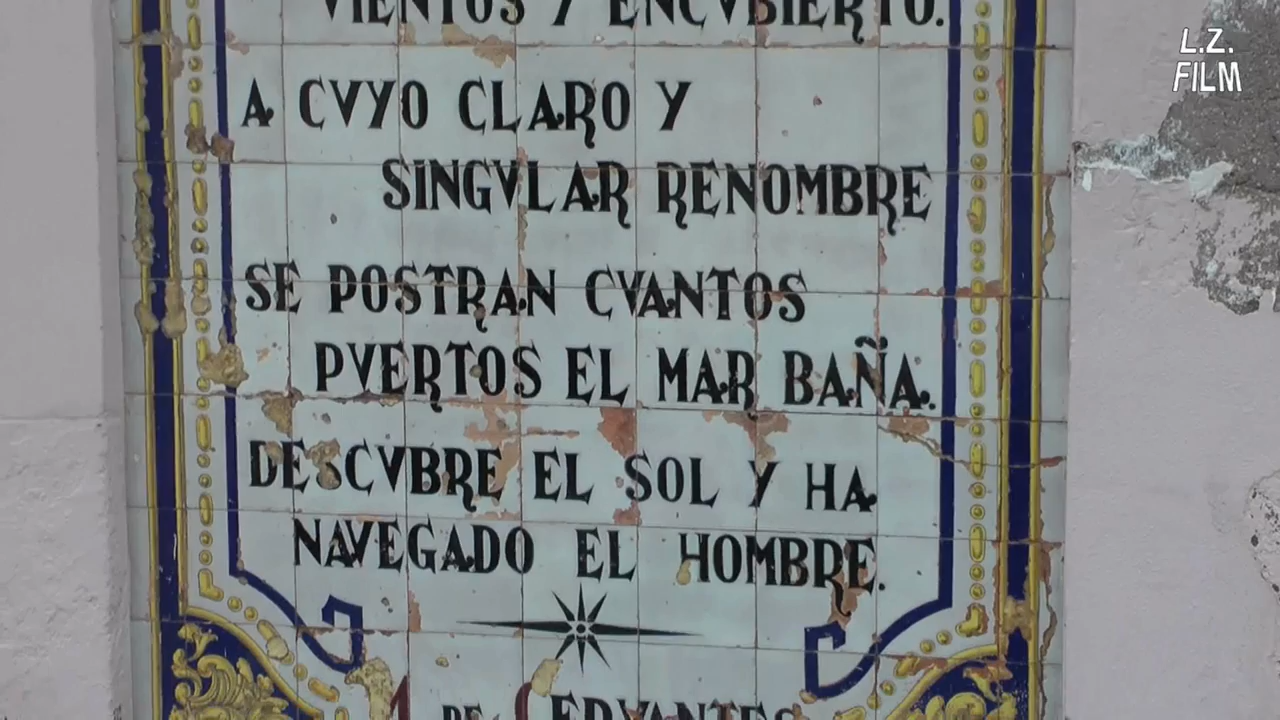 VIENTOS Y ENCVBIERTO.
L.Z.
FILM
A CVYO CLARO Y
SINGVLAR RENOMBRE
SE POSTRAN CVANTOS
PVERTOS EL MAR BAÑA.
DESCVBRE EL SOL Y HA
NAVEGADO EL HOMBRE.
M DE CERVANTES